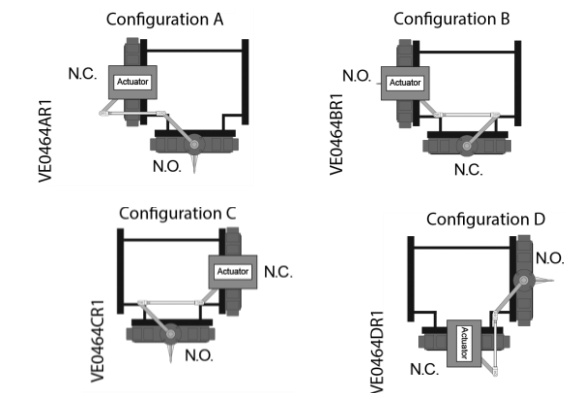 Configuration A
N.C.
Actuator
VE0464AR1
N.O.
Configuration B
N.O.
Actuator
VE0464BR1
N.C.
Configuration C
Actuator
N.C.
VE0464CR1
N.O.
Configuration D
N.O.
VE0464DR1
Actuator
N.C.